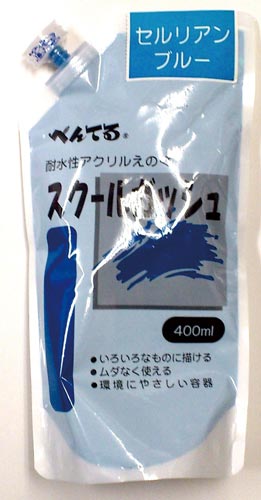 セルリアン
ブルー
ぺんてる®
耐水性アクリルえのぐ
スクールガッシュ
400ml
●いろいろなものに描ける
●ムダなく使える
●環境にやさしい容器